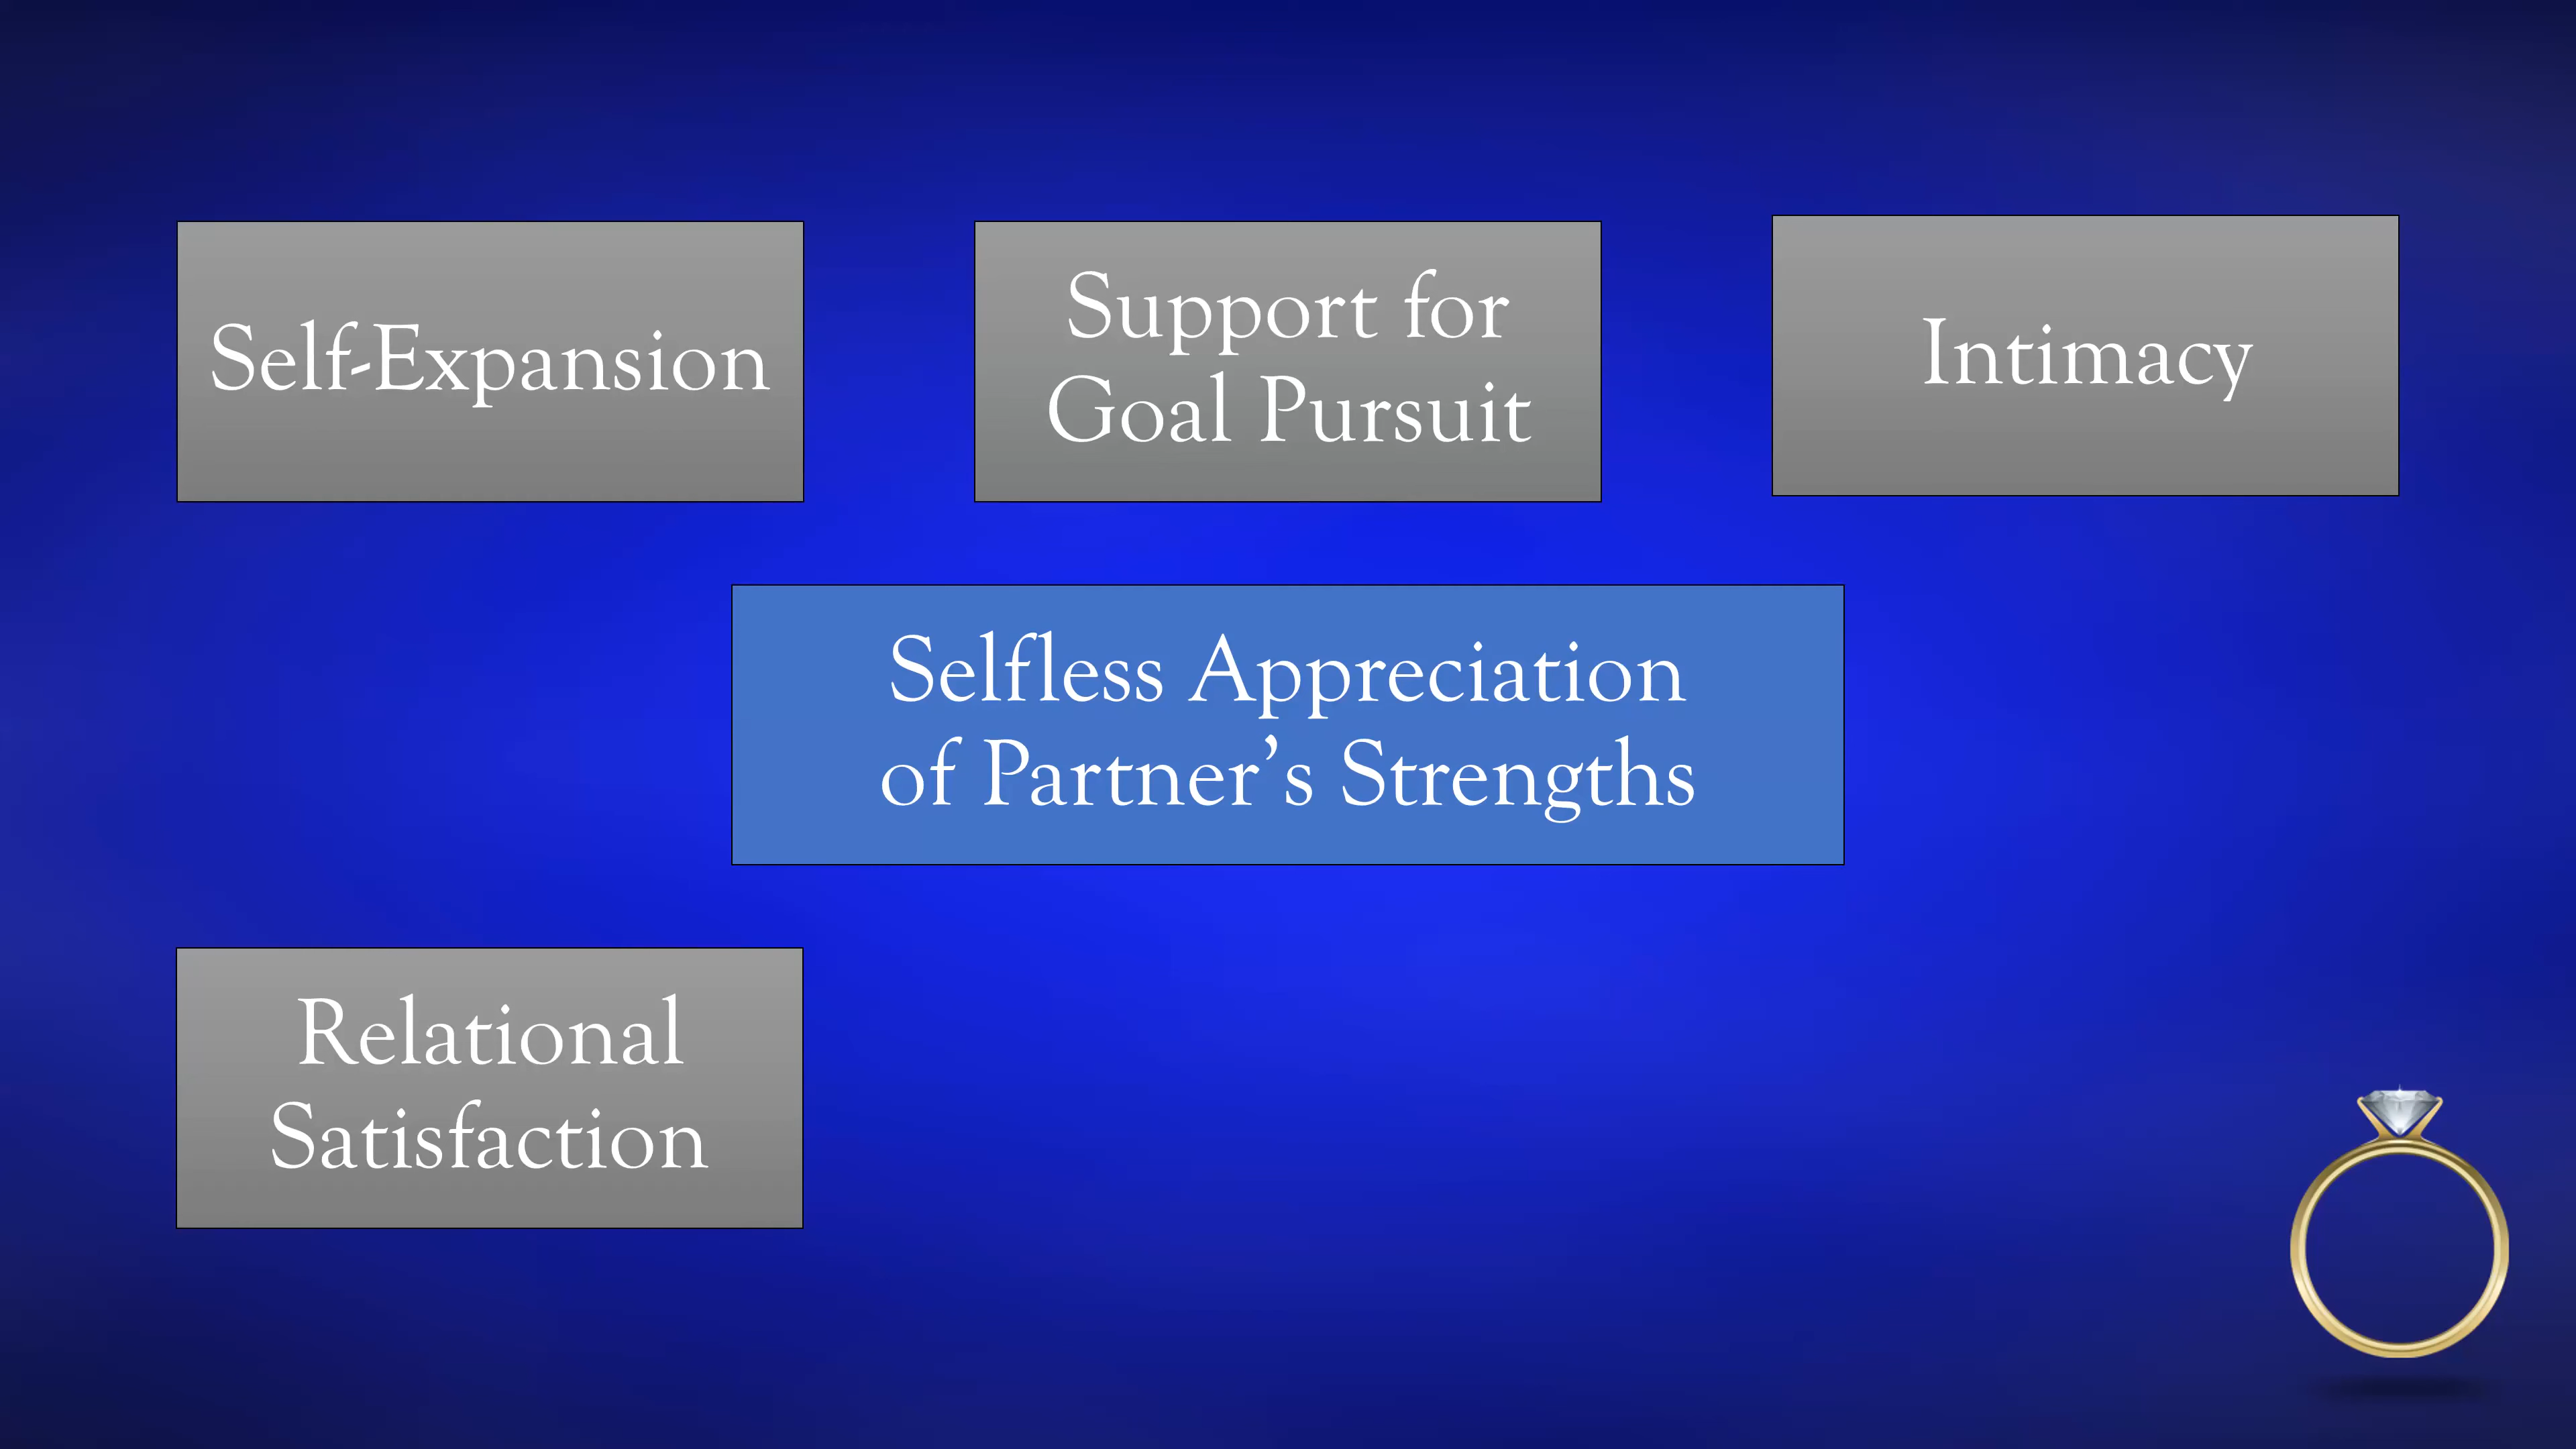 Self-Expansion
Support for
Goal Pursuit
Intimacy
Selfless Appreciation
of Partner’s Strengths
Relational
Satisfaction